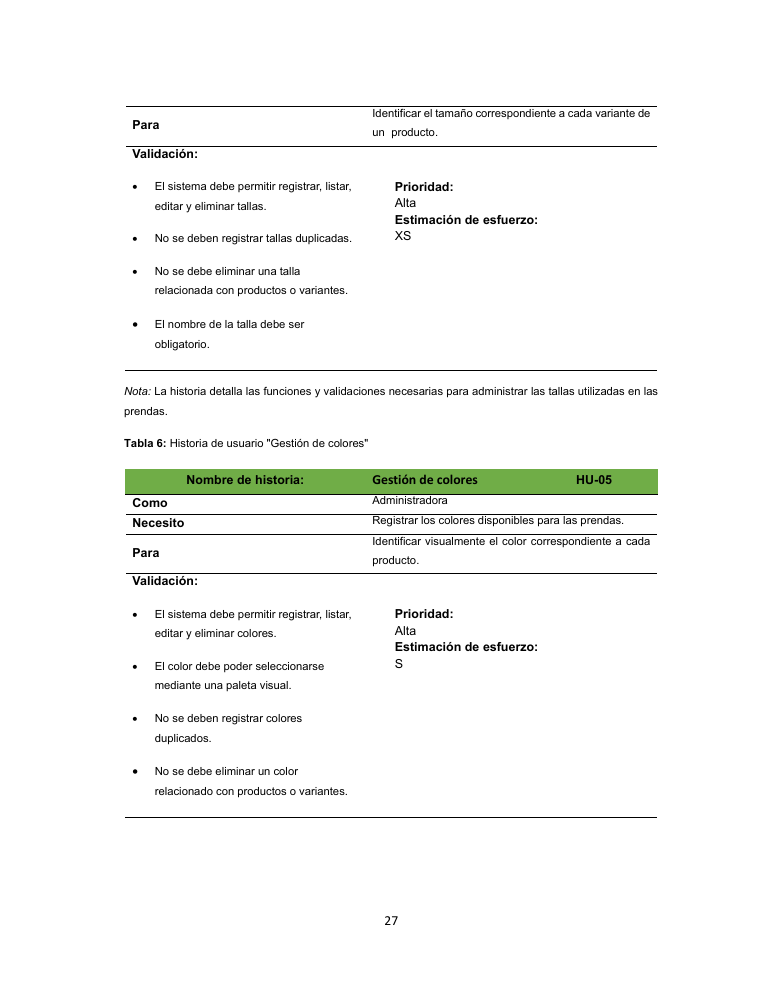 Identificar el tamaño correspondiente a cada variante de
Para
un producto.
Validación:
• El sistema debe permitir registrar, listar,
editar y eliminar tallas.
• No se deben registrar tallas duplicadas.
• No se debe eliminar una talla
relacionada con productos o variantes.
• El nombre de la talla debe ser
obligatorio.
Prioridad:
Alta
Estimación de esfuerzo:
XS
Nota: La historia detalla las funciones y validaciones necesarias para administrar las tallas utilizadas en las
prendas.
Tabla 6: Historia de usuario "Gestión de colores"
Nombre de historia: Gestión de colores HU-05
Como Administradora
Necesito Registrar los colores disponibles para las prendas.
Identificar visualmente el color correspondiente a cada
Para
producto.
Validación:
• El sistema debe permitir registrar, listar,
editar y eliminar colores.
• El color debe poder seleccionarse
mediante una paleta visual.
• No se deben registrar colores
duplicados.
• No se debe eliminar un color
relacionado con productos o variantes.
Prioridad:
Alta
Estimación de esfuerzo:
S
27